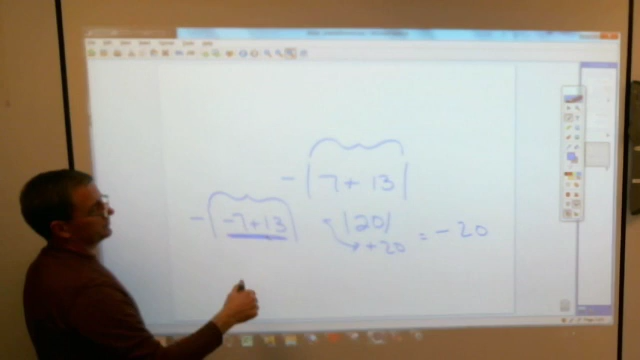 - |7 + 13|
- |-7 + 13|
- |20|
→ +20
= -20